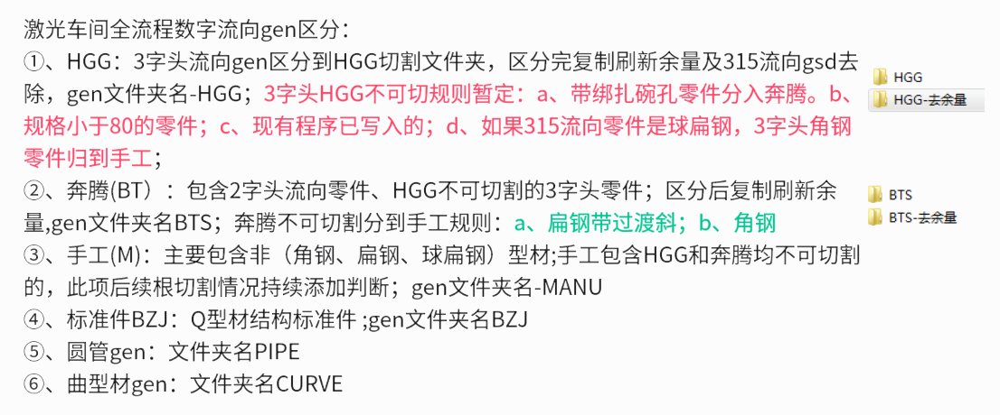 激光车间全流程数字流向gen区分：
①、HGG：3字头流向gen区分到HGG切割文件夹，区分完复制刷新余量及315流向gsd去
除，gen文件夹名-HGG；3字头HGG不可切规则暂定：a、带绑扎碗孔零件分入奔腾。b、
规格小于80的零件；c、现有程序已写入的；d、如果315流向零件是球扁钢，3字头角钢
零件归到手工；
②、奔腾(BT）：包含2字头流向零件、HGG不可切割的3字头零件；区分后复制刷新余
量,gen文件夹名BTS；奔腾不可切割分到手工规则：a、扁钢带过渡斜；b、角钢
③、手工(M)：主要包含非（角钢、扁钢、球扁钢）型材;手工包含HGG和奔腾均不可切割
的，此项后续根切割情况持续添加判断；gen文件夹名-MANU
④、标准件BZJ：Q型材结构标准件 ;gen文件夹名BZJ
⑤、圆管gen：文件夹名PIPE
⑥、曲型材gen：文件夹名CURVE
HGG
HGG-去余量
BTS
BTS-去余量